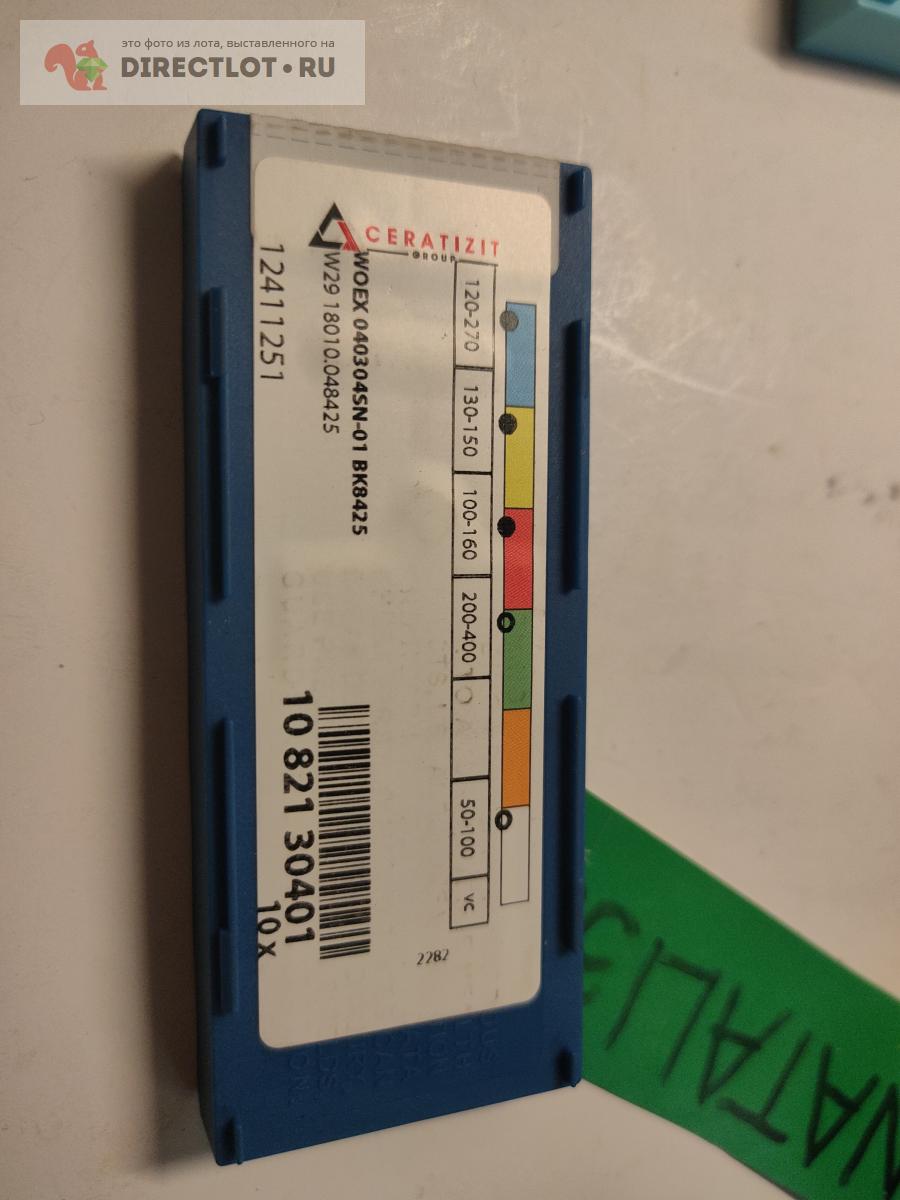 это фото из лота, выставленного на
DIRECTLOT•RU
CERATIZIT
GROUP
120-270 130-150 100-160 200-400 50-100 vc
WOEX 040304SN-01 BK8425
W29 18010.048425
12411251
10 821 30401
10 x
2282
NATALI